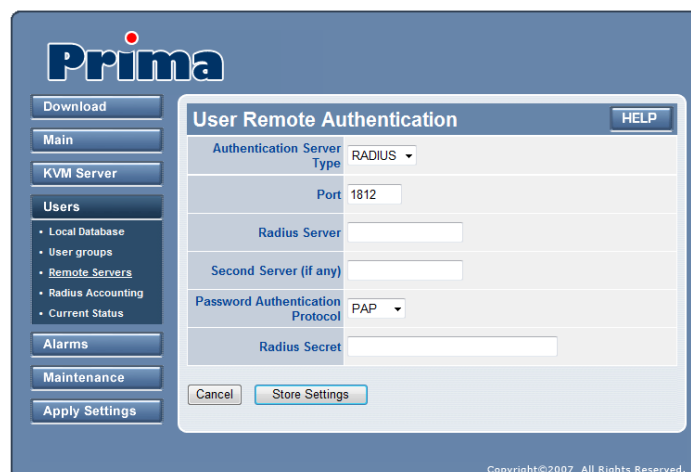 Prima
Download
Main
KVM Server
Users
• Local Database
• User groups
• Remote Servers
• Radius Accounting
• Current Status
Alarms
Maintenance
Apply Settings
User Remote Authentication
HELP
Authentication Server Type RADIUS
Port 1812
Radius Server
Second Server (if any)
Password Authentication Protocol PAP
Radius Secret
Cancel Store Settings
Copyright©2007. All Rights Reserved.